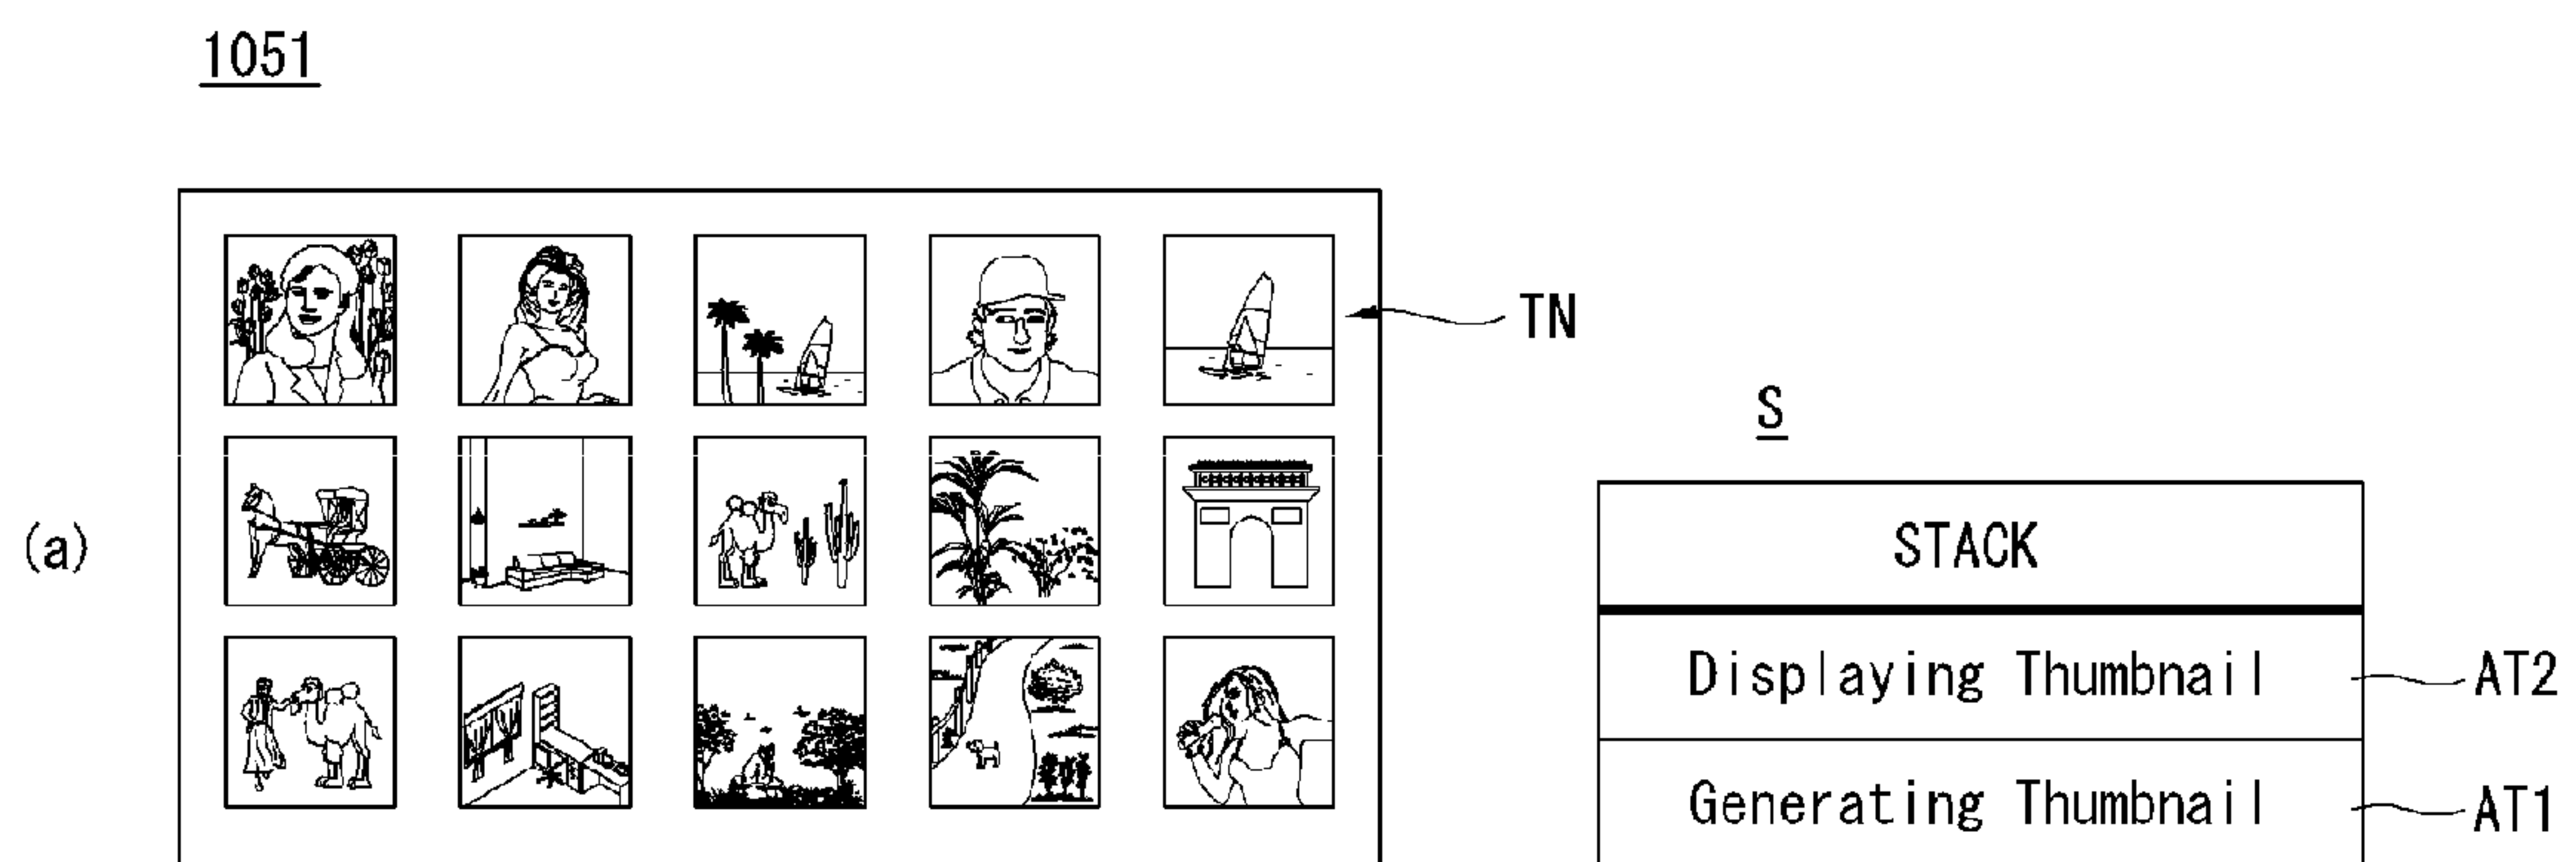 1051
TN
S
(a)
STACK
Displaying Thumbnail
AT2
Generating Thumbnail
AT1